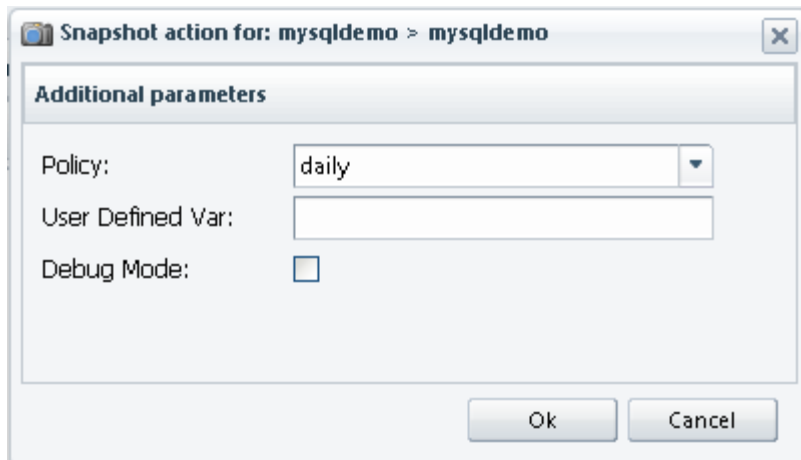 Snapshot action for: mysqldemo > mysqldemo
Additional parameters
Policy: daily
User Defined Var:
Debug Mode:
Ok Cancel